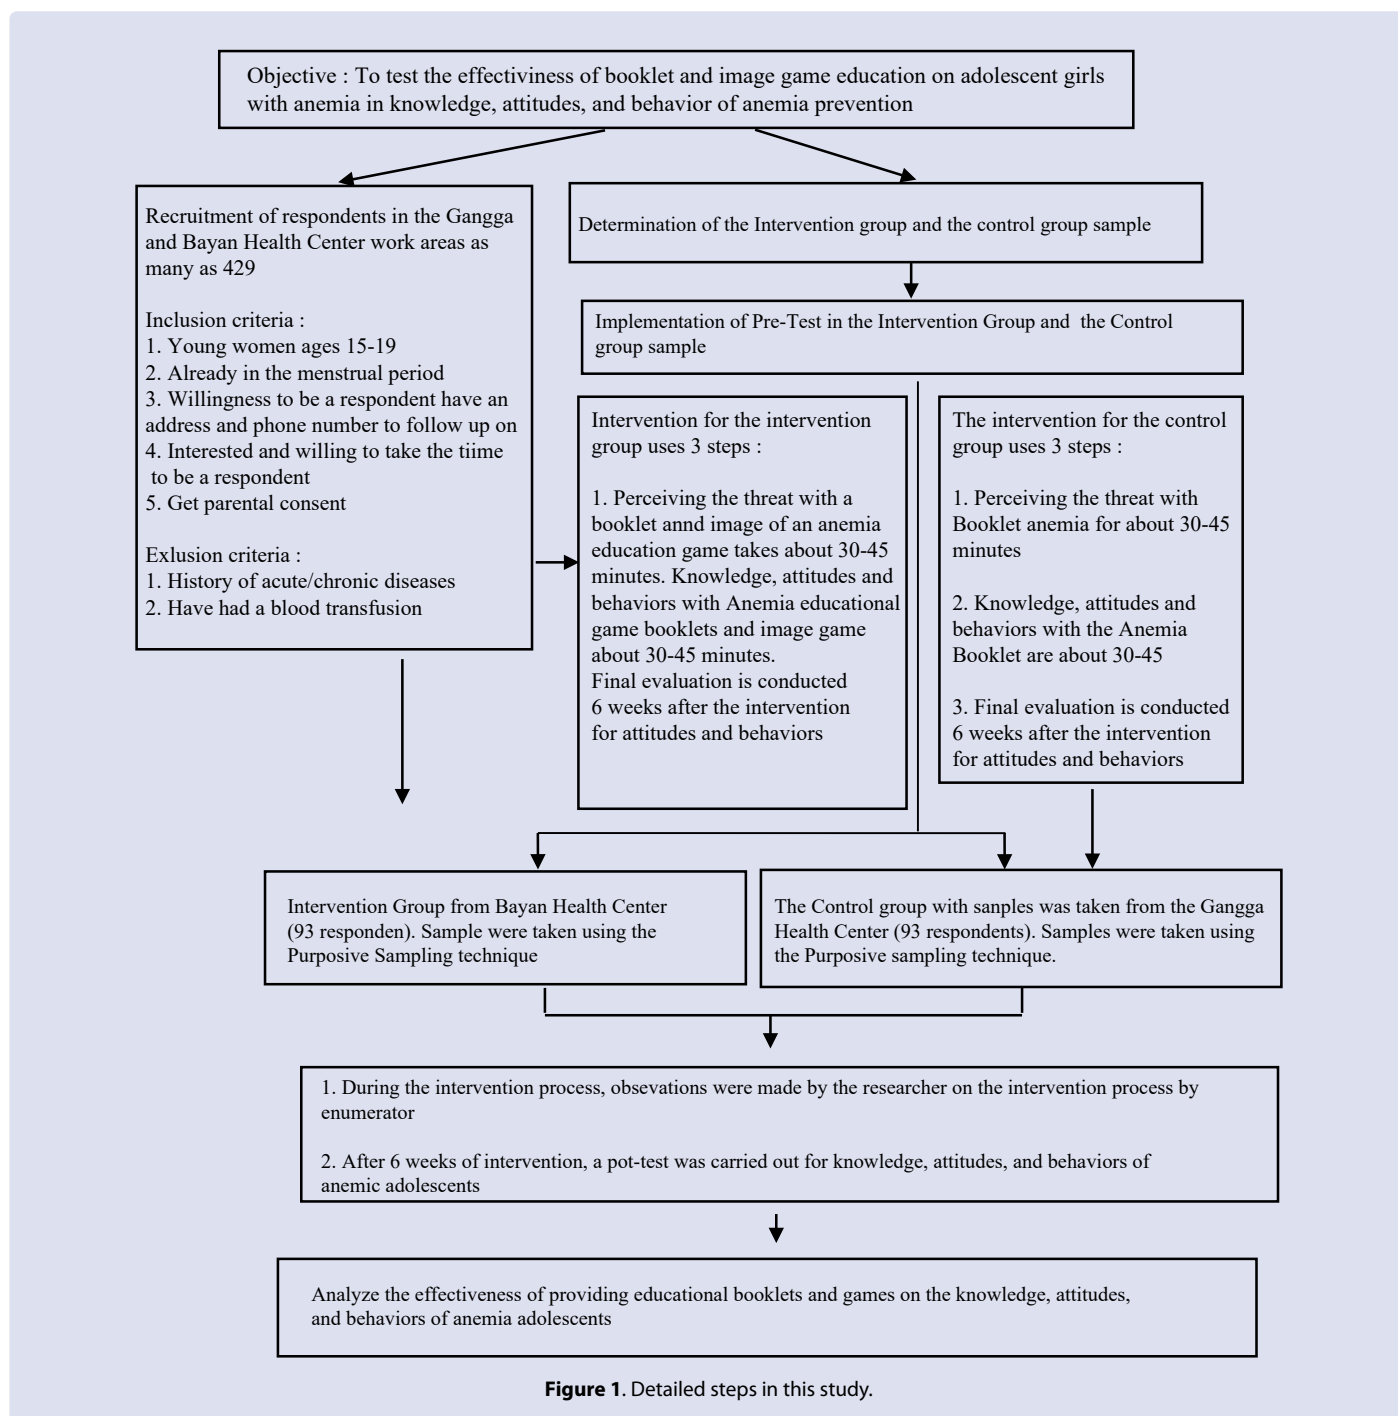 Objective : To test the effectiviness of booklet and image game education on adolescent girls
with anemia in knowledge, attitudes, and behavior of anemia prevention
Recruitment of respondents in the Gangga
and Bayan Health Center work areas as
many as 429
Inclusion criteria :
1. Young women ages 15-19
2. Already in the menstrual period
3. Willingness to be a respondent have an
address and phone number to follow up on
4. Interested and willing to take the tiime
to be a respondent
5. Get parental consent
Exlusion criteria :
1. History of acute/chronic diseases
2. Have had a blood transfusion
Determination of the Intervention group and the control group sample
Implementation of Pre-Test in the Intervention Group and the Control
group sample
Intervention for the intervention
group uses 3 steps :
1. Perceiving the threat with a
booklet annd image of an anemia
education game takes about 30-45
minutes. Knowledge, attitudes and
behaviors with Anemia educational
game booklets and image game
about 30-45 minutes.
Final evaluation is conducted
6 weeks after the intervention
for attitudes and behaviors
The intervention for the control
group uses 3 steps :
1. Perceiving the threat with
Booklet anemia for about 30-45
minutes
2. Knowledge, attitudes and
behaviors with the Anemia
Booklet are about 30-45
3. Final evaluation is conducted
6 weeks after the intervention
for attitudes and behaviors
Intervention Group from Bayan Health Center
(93 responden). Sample were taken using the
Purposive Sampling technique
The Control group with sanples was taken from the Gangga
Health Center (93 respondents). Samples were taken using
the Purposive sampling technique.
1. During the intervention process, obsevations were made by the researcher on the intervention process by
enumerator
2. After 6 weeks of intervention, a pot-test was carried out for knowledge, attitudes, and behaviors of
anemic adolescents
Analyze the effectiveness of providing educational booklets and games on the knowledge, attitudes,
and behaviors of anemia adolescents
Figure 1. Detailed steps in this study.